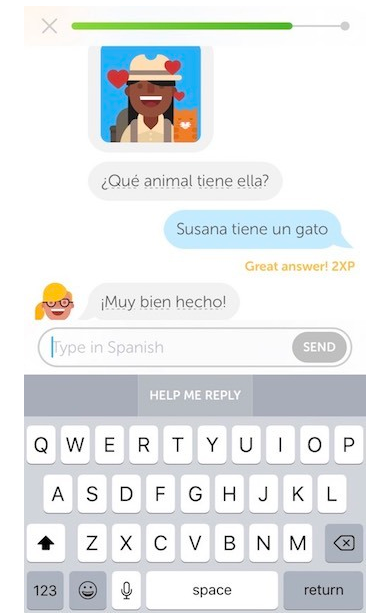 ¿Qué animal tiene ella?
Susana tiene un gato
Great answer! 2XP
¡Muy bien hecho!
Type in Spanish
SEND
HELP ME REPLY
Q W E R T Y U I O P
A S D F G H J K L
Z X C V B N M
123 space return